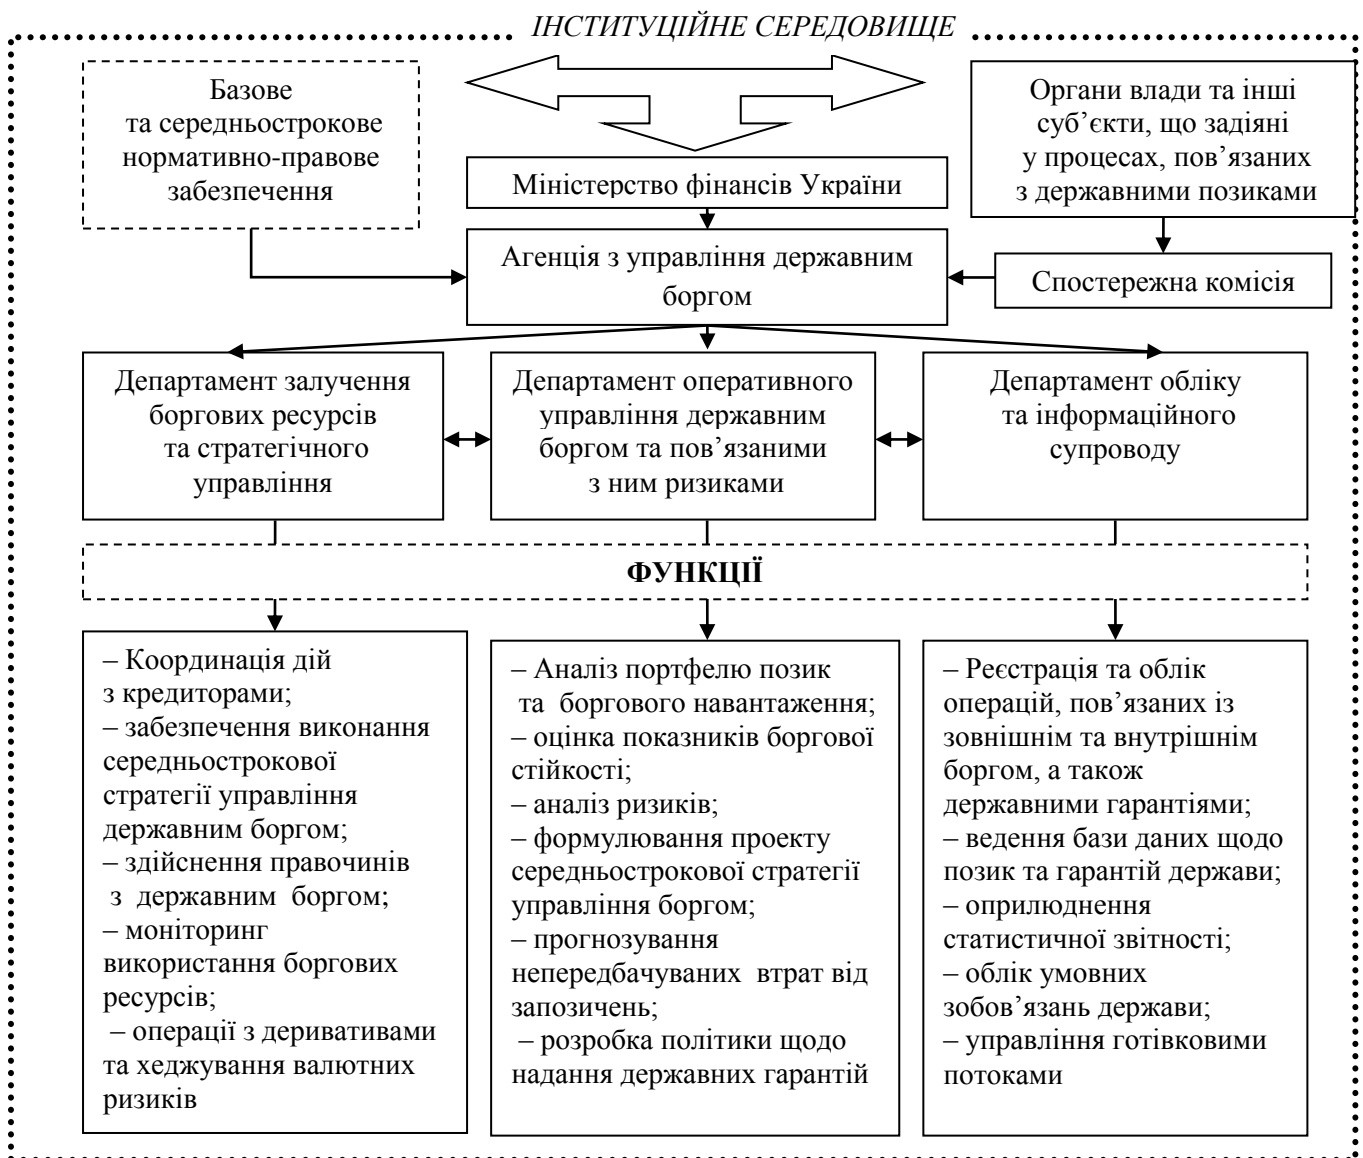 ІНСТИТУЦІЙНЕ СЕРЕДОВИЩЕ
Базове
та середньострокове
нормативно-правове
забезпечення
Органи влади та інші
суб’єкти, що задіяні
у процесах, пов’язаних
з державними позиками
Міністерство фінансів України
Агенція з управління державним
боргом
Спостережна комісія
Департамент залучення
боргових ресурсів
та стратегічного
управління
Департамент оперативного
управління державним
боргом та пов’язаними
з ним ризиками
Департамент обліку
та інформаційного
супроводу
ФУНКЦІЇ
– Координація дій
з кредиторами;
– забезпечення виконання
середньострокової
стратегії управління
державним боргом;
– здійснення правочинів
з державним боргом;
– моніторинг
використання боргових
ресурсів;
– операції з деривативами
та хеджування валютних
ризиків
– Аналіз портфелю позик
та боргового навантаження;
– оцінка показників боргової
стійкості;
– аналіз ризиків;
– формулювання проекту
середньострокової стратегії
управління боргом;
– прогнозування
непередбачуваних втрат від
запозичень;
– розробка політики щодо
надання державних гарантій
– Реєстрація та облік
операцій, пов’язаних із
зовнішнім та внутрішнім
боргом, а також
державними гарантіями;
– ведення бази даних щодо
позик та гарантій держави;
– оприлюднення
статистичної звітності;
– облік умовних
зобов’язань держави;
– управління готівковими
потоками